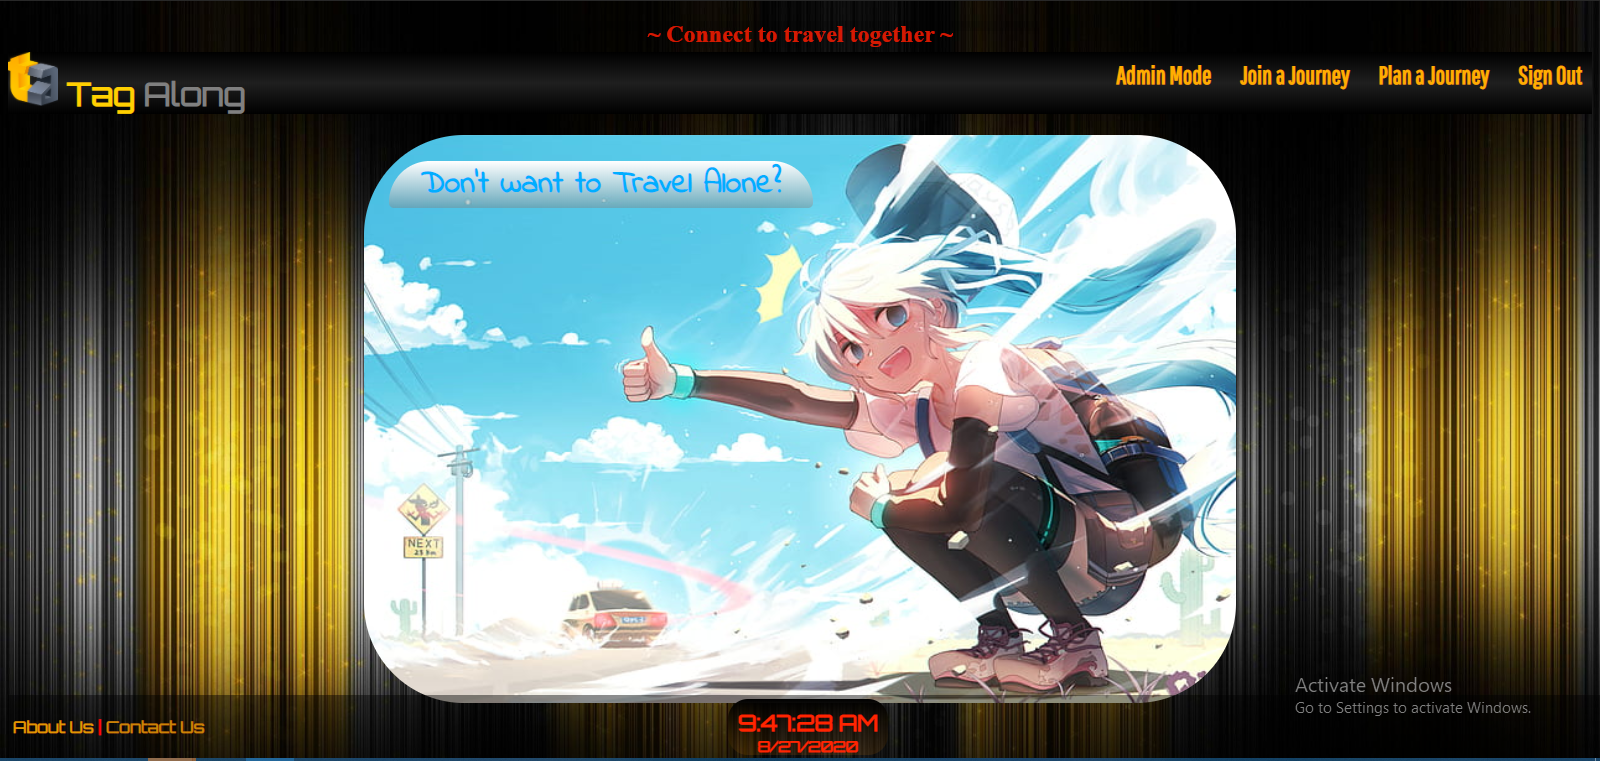 ~ Connect to travel together ~
Tag Along
Admin Mode Join a Journey Plan a Journey Sign Out
Don't want to Travel Alone?
NEXT
25 km
Activate Windows
Go to Settings to activate Windows.
About Us | Contact Us
9:47:28 AM
8/27/2020